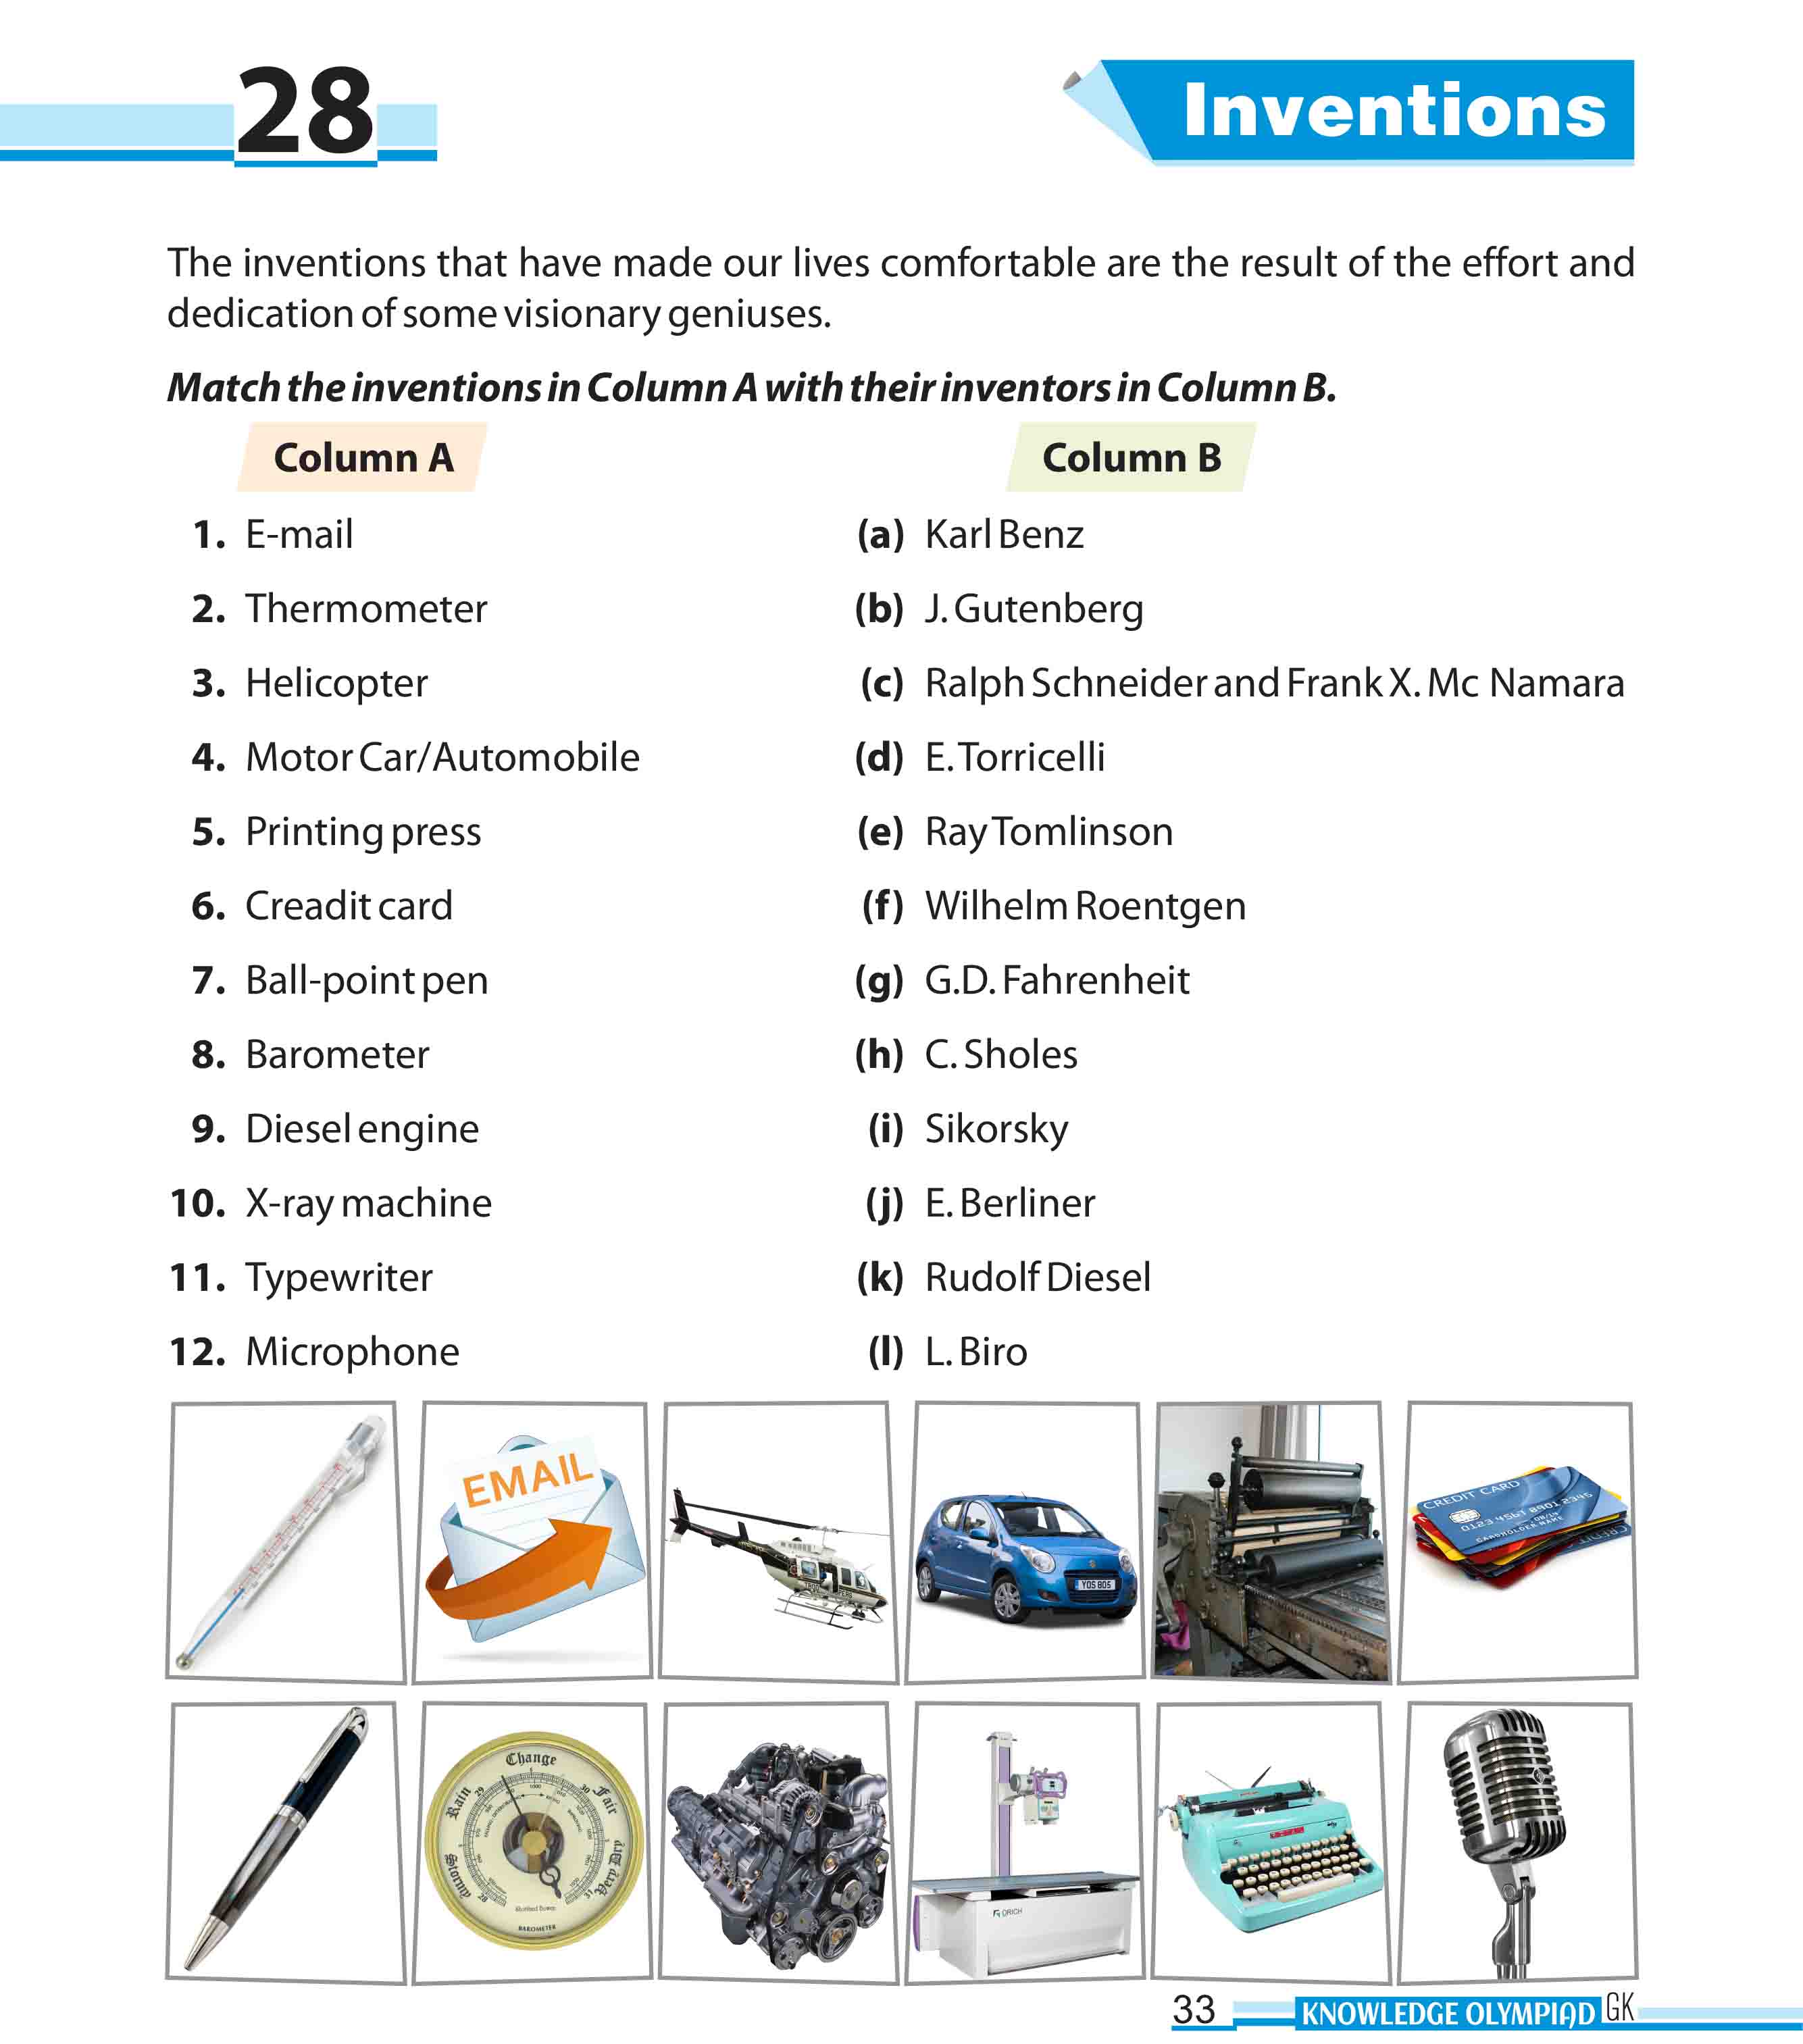 28
Inventions
The inventions that have made our lives comfortable are the result of the effort and
dedication of some visionary geniuses.
Match the inventions in Column A with their inventors in Column B.
Column A Column B
1. E-mail (a) Karl Benz
2. Thermometer (b) J. Gutenberg
3. Helicopter (c) Ralph Schneider and Frank X. Mc Namara
4. Motor Car/Automobile (d) E. Torricelli
5. Printing press (e) Ray Tomlinson
6. Creadit card (f) Wilhelm Roentgen
7. Ball-point pen (g) G.D. Fahrenheit
8. Barometer (h) C. Sholes
9. Diesel engine (i) Sikorsky
10. X-ray machine (j) E. Berliner
11. Typewriter (k) Rudolf Diesel
12. Microphone (l) L. Biro
EMAIL
YOS 805
CREDIT CARD
0123 4567 8901 2345
CARDHOLDER NAME
Change
Rain
Fair
Stormy
Very Dry
BAROMETER
ORICH
33 KNOWLEDGE OLYMPIAD GK